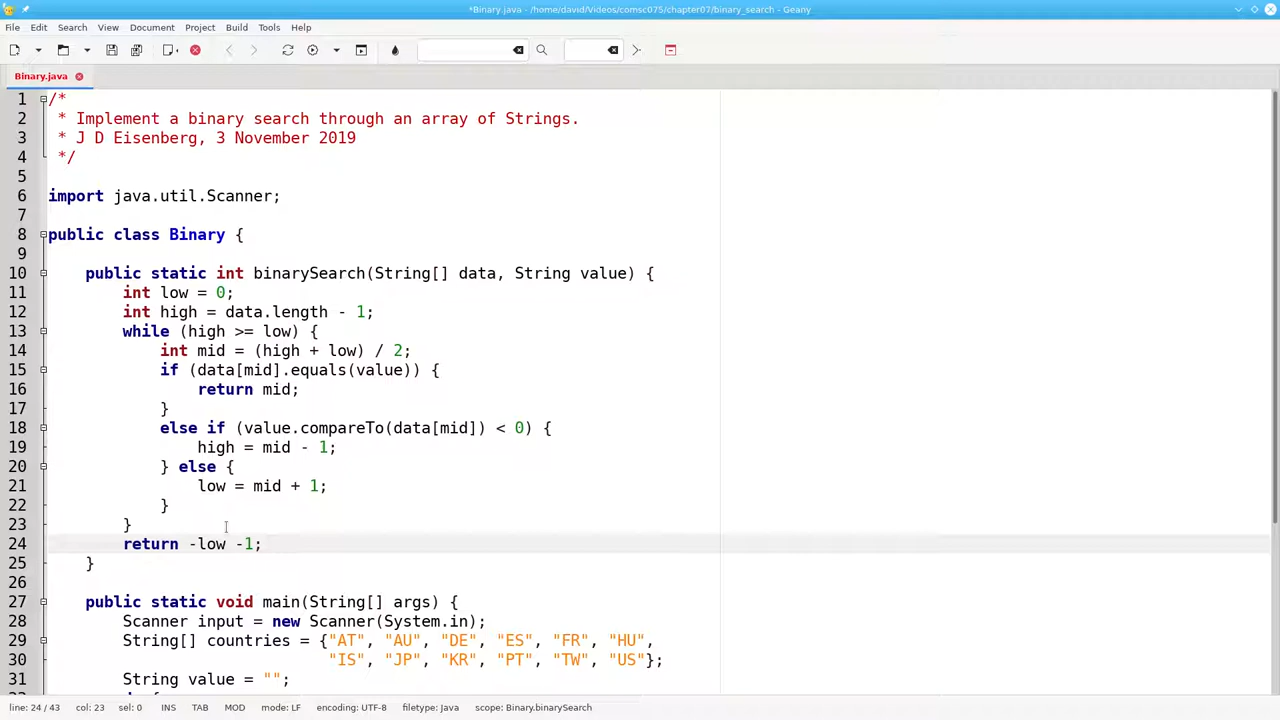 *Binary.java - /home/david/Videos/comsc075/chapter07/binary_search - Geany
File Edit Search View Document Project Build Tools Help
Binary.java
1 /*
2  * Implement a binary search through an array of Strings.
3  * J D Eisenberg, 3 November 2019
4  */
5
6 import java.util.Scanner;
7
8 public class Binary {
9
10     public static int binarySearch(String[] data, String value) {
11         int low = 0;
12         int high = data.length - 1;
13         while (high >= low) {
14             int mid = (high + low) / 2;
15             if (data[mid].equals(value)) {
16                 return mid;
17             }
18             else if (value.compareTo(data[mid]) < 0) {
19                 high = mid - 1;
20             } else {
21                 low = mid + 1;
22             }
23         }
24         return -low -1;
25     }
26
27     public static void main(String[] args) {
28         Scanner input = new Scanner(System.in);
29         String[] countries = {"AT", "AU", "DE", "ES", "FR", "HU",
30                               "IS", "JP", "KR", "PT", "TW", "US"};
31         String value = "";
line: 24 / 43 col: 23 sel: 0 INS TAB MOD mode: LF encoding: UTF-8 filetype: Java scope: Binary.binarySearch